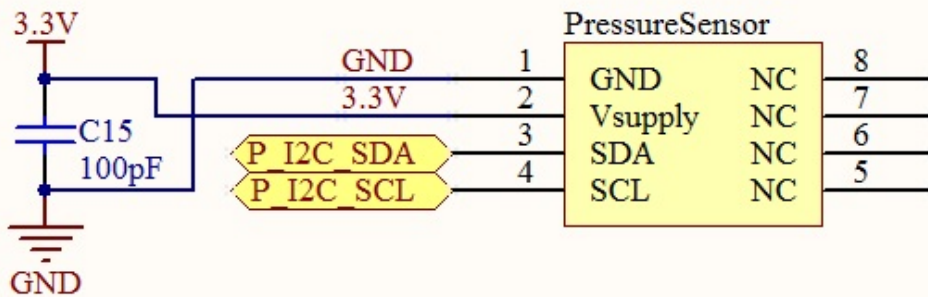 3.3V
PressureSensor
GND 1 GND NC 8
3.3V 2 Vsupply NC 7
C15
P_I2C_SDA 3 SDA NC 6
100pF
P_I2C_SCL 4 SCL NC 5
GND